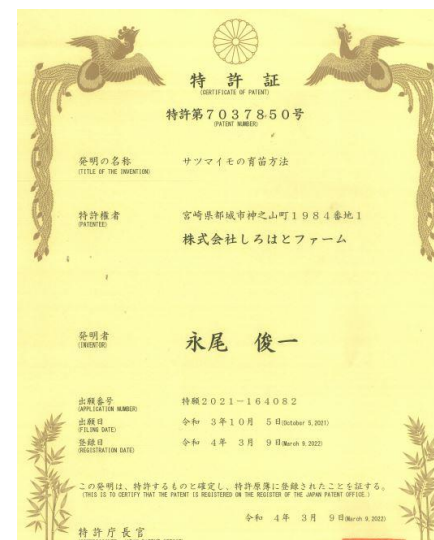 特許証
(CERTIFICATE OF PATENT)
特許第7037850号
(PATENT NUMBER)
発明の名称 サツマイモの育苗方法
(TITLE OF THE INVENTION)
特許権者 宮崎県都城市神之山町1984番地1
(PATENTEE)
株式会社しろはとファーム
発明者 永尾 俊一
(INVENTOR)
出願番号 特願2021-164082
(APPLICATION NUMBER)
出願日 令和 3年10月 5日(October 5,2021)
(FILING DATE)
登録日 令和 4年 3月 9日(March 9,2022)
(REGISTRATION DATE)
この発明は、特許するものと確定し、特許原簿に登録されたことを証する。
(THIS IS TO CERTIFY THAT THE PATENT IS REGISTERED ON THE REGISTER OF THE JAPAN PATENT OFFICE.)
令和 4年 3月 9日(March 9,2022)
特許庁長官